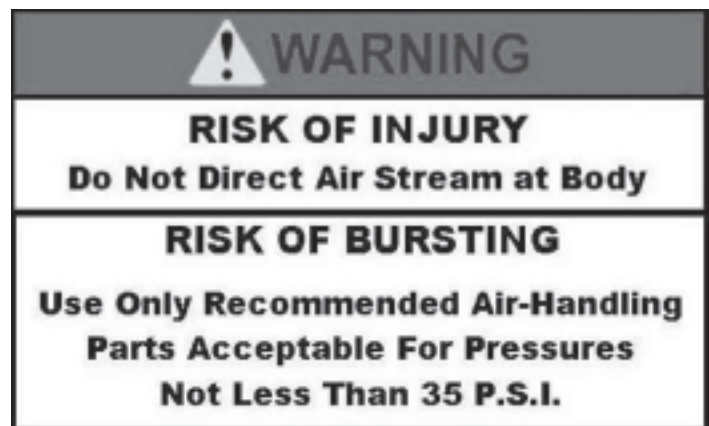 WARNING
RISK OF INJURY
Do Not Direct Air Stream at Body
RISK OF BURSTING
Use Only Recommended Air-Handling
Parts Acceptable For Pressures
Not Less Than 35 P.S.I.